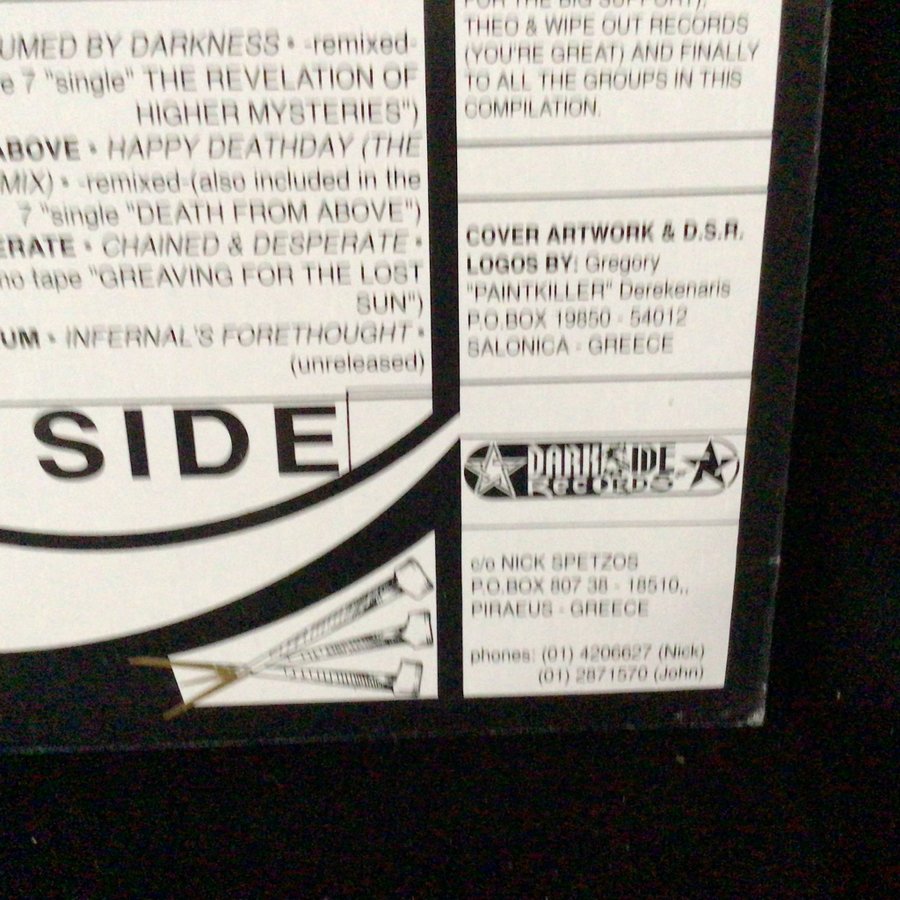 UMED BY DARKNESS • -remixed-
e 7 "single" THE REVELATION OF
HIGHER MYSTERIES")
ABOVE • HAPPY DEATHDAY (THE
MIX) • -remixed-(also included in the
7 "single "DEATH FROM ABOVE")
ERATE • CHAINED & DESPERATE •
no tape "GREAVING FOR THE LOST
SUN")
UM • INFERNAL'S FORETHOUGHT •
(unreleased)
SIDE
FOR THE BIG SUPPORT),
THEO & WIPE OUT RECORDS
(YOU'RE GREAT) AND FINALLY
TO ALL THE GROUPS IN THIS
COMPILATION.
COVER ARTWORK & D.S.R.
LOGOS BY: Gregory
"PAINTKILLER" Derekenaris
P.O.BOX 19850 - 54012
SALONICA - GREECE
DARK SIDE
RECORDS
c/o NICK SPETZOS
P.O.BOX 807 38 - 18510,,
PIRAEUS - GREECE
phones: (01) 4206627 (Nick)
(01) 2871570 (John)